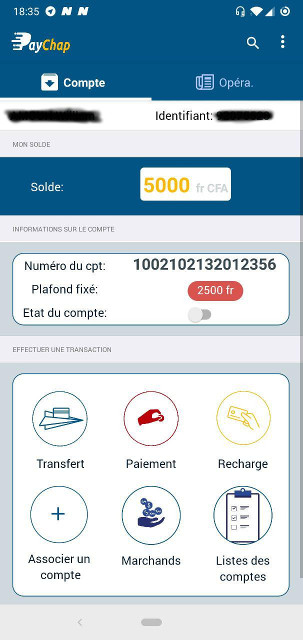 18:35
PayChap
Compte Opéra.
Identifiant:
MON SOLDE
Solde: 5000 fr CFA
INFORMATIONS SUR LE COMPTE
Numéro du cpt: 1002102132012356
Plafond fixé: 2500 fr
Etat du compte:
EFFECTUER UNE TRANSACTION
Transfert Paiement Recharge
Associer un Marchands Listes des
compte comptes